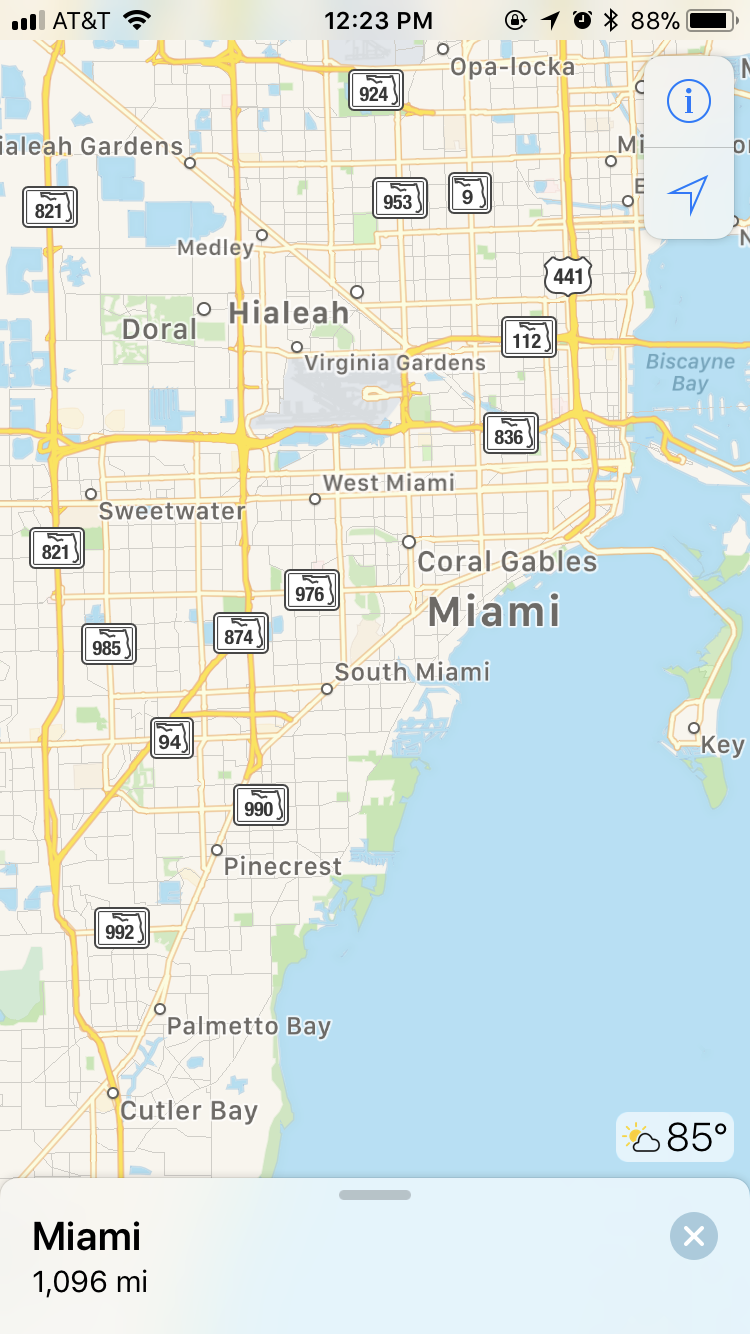 AT&T 12:23 PM 88%
Opa-locka
924
ialeah Gardens
Mi
821
953
9
Medley
441
Hialeah
Doral
112
Virginia Gardens
Biscayne
Bay
836
West Miami
Sweetwater
821
Coral Gables
976
Miami
985
874
South Miami
94
Key
990
Pinecrest
992
Palmetto Bay
Cutler Bay
85°
Miami
1,096 mi